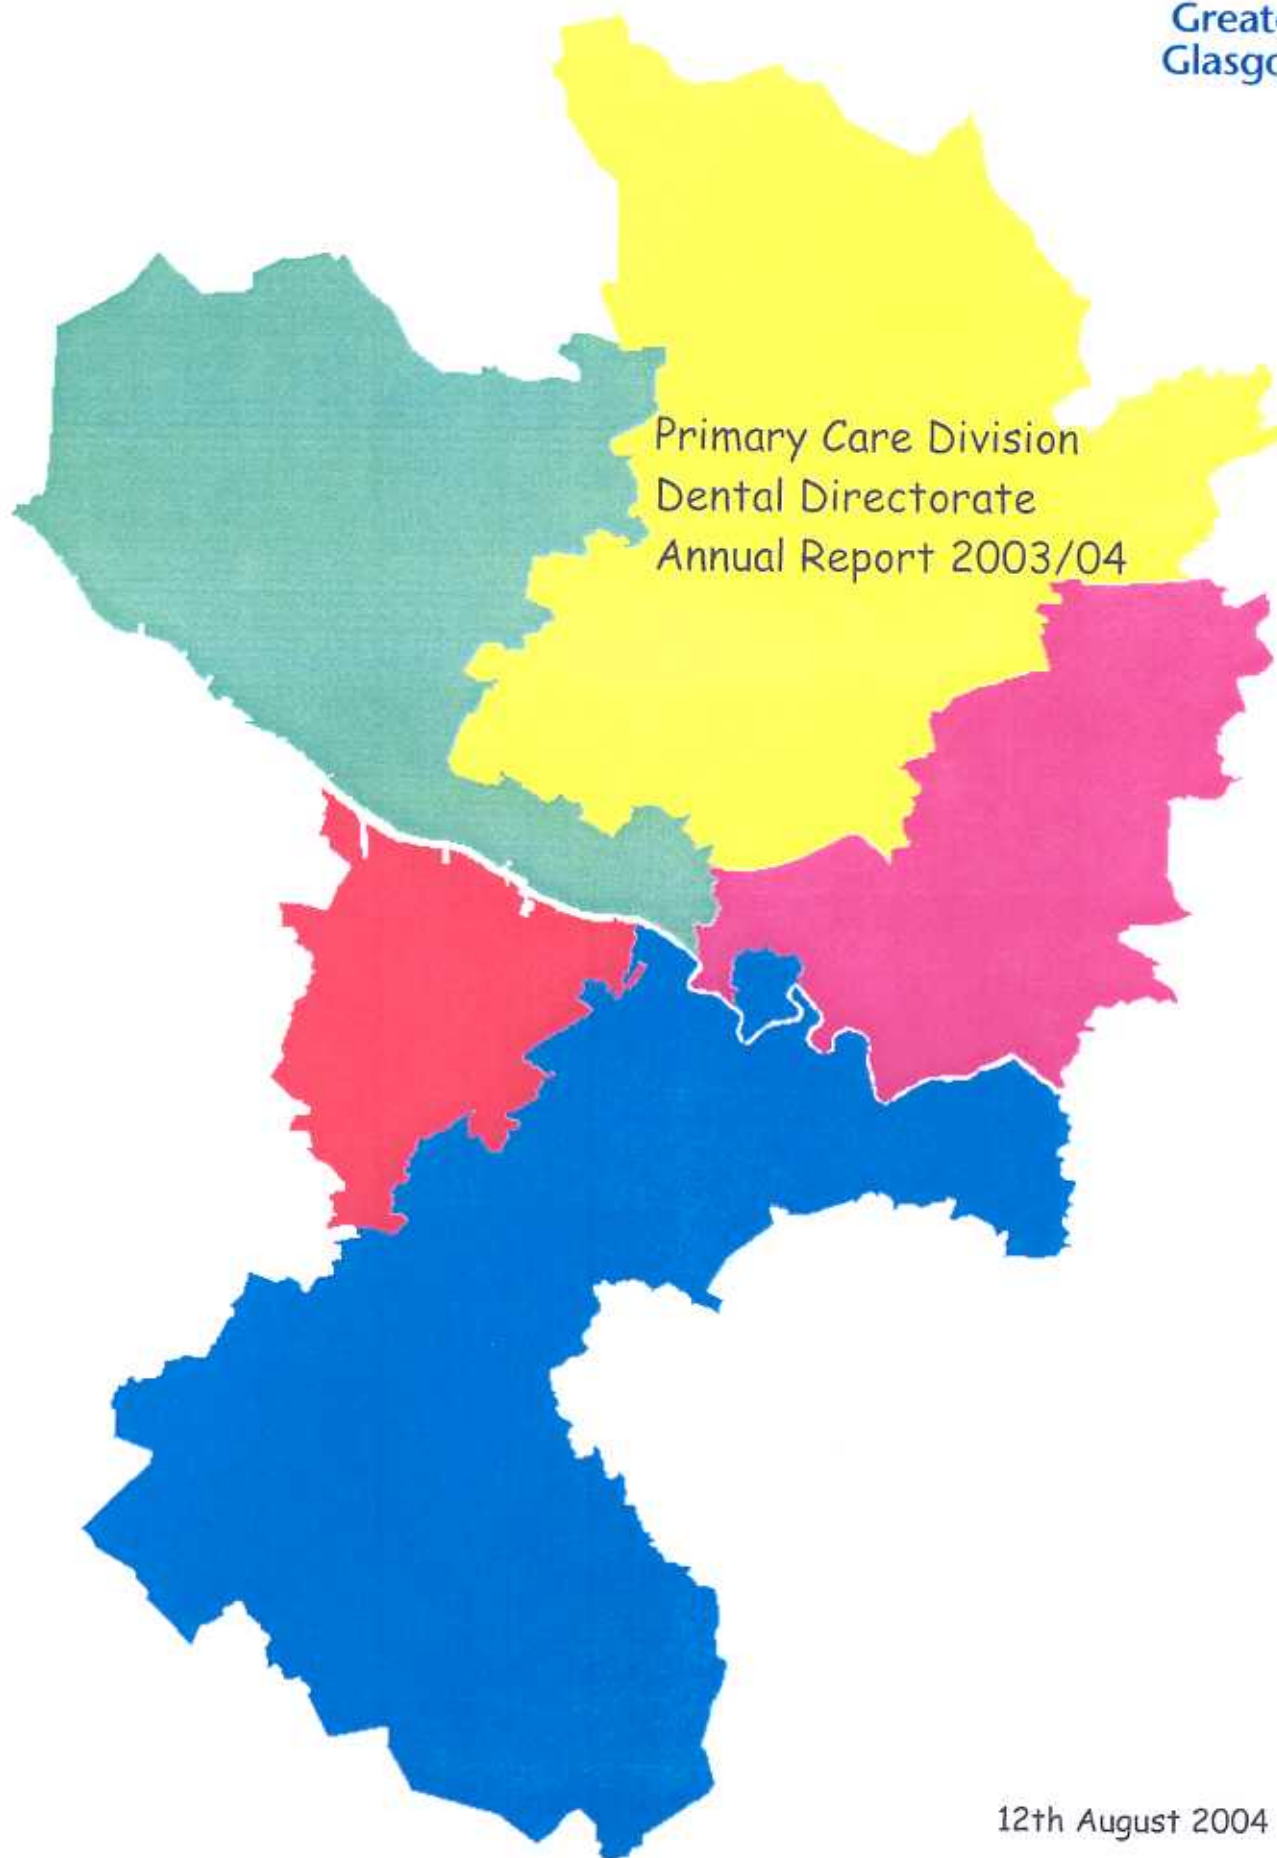 Primary Care Division
Dental Directorate
Annual Report 2003/04
12th August 2004